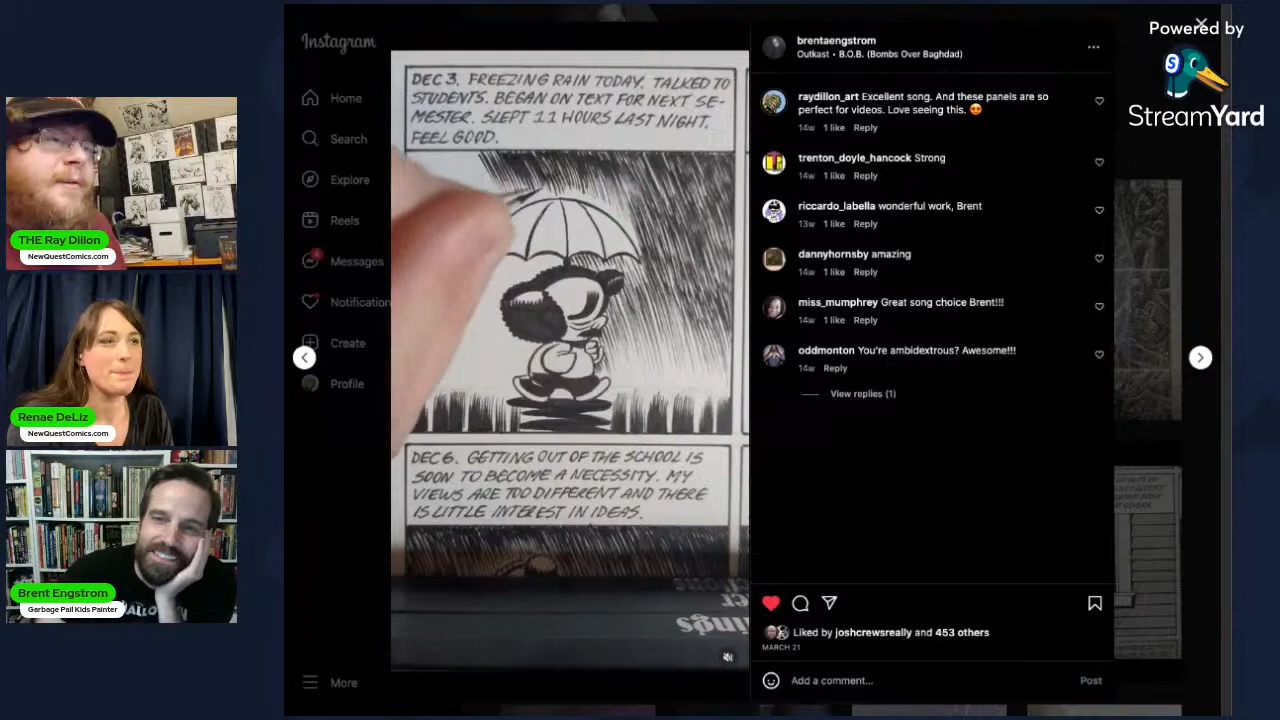 Powered by
StreamYard
Instagram
Home
Search
Explore
Reels
Messages
Notification
Create
Profile
More
DEC 3. FREEZING RAIN TODAY. TALKED TO
STUDENTS. BEGAN ON TEXT FOR NEXT SE-
MESTER. SLEPT 11 HOURS LAST NIGHT.
FEEL GOOD.
DEC 6. GETTING OUT OF THE SCHOOL IS
SOON TO BECOME A NECESSITY. MY
VIEWS ARE TOO DIFFERENT AND THERE
IS LITTLE INTEREST IN IDEAS.
brentaengstrom
Outkast • B.O.B. (Bombs Over Baghdad)
raydillon_art Excellent song. And these panels are so
perfect for videos. Love seeing this. 😍
14w 1 like Reply
trenton_doyle_hancock Strong
14w 1 like Reply
riccardo_labella wonderful work, Brent
13w 1 like Reply
dannyhornsby amazing
14w 1 like Reply
miss_mumphrey Great song choice Brent!!!
14w 1 like Reply
oddmonton You're ambidextrous? Awesome!!!
14w Reply
View replies (1)
Liked by joshcrewsreally and 453 others
MARCH 21
Add a comment...
Post
THE Ray Dillon
NewQuestComics.com
Renae DeLiz
NewQuestComics.com
Brent Engstrom
Garbage Pail Kids Painter